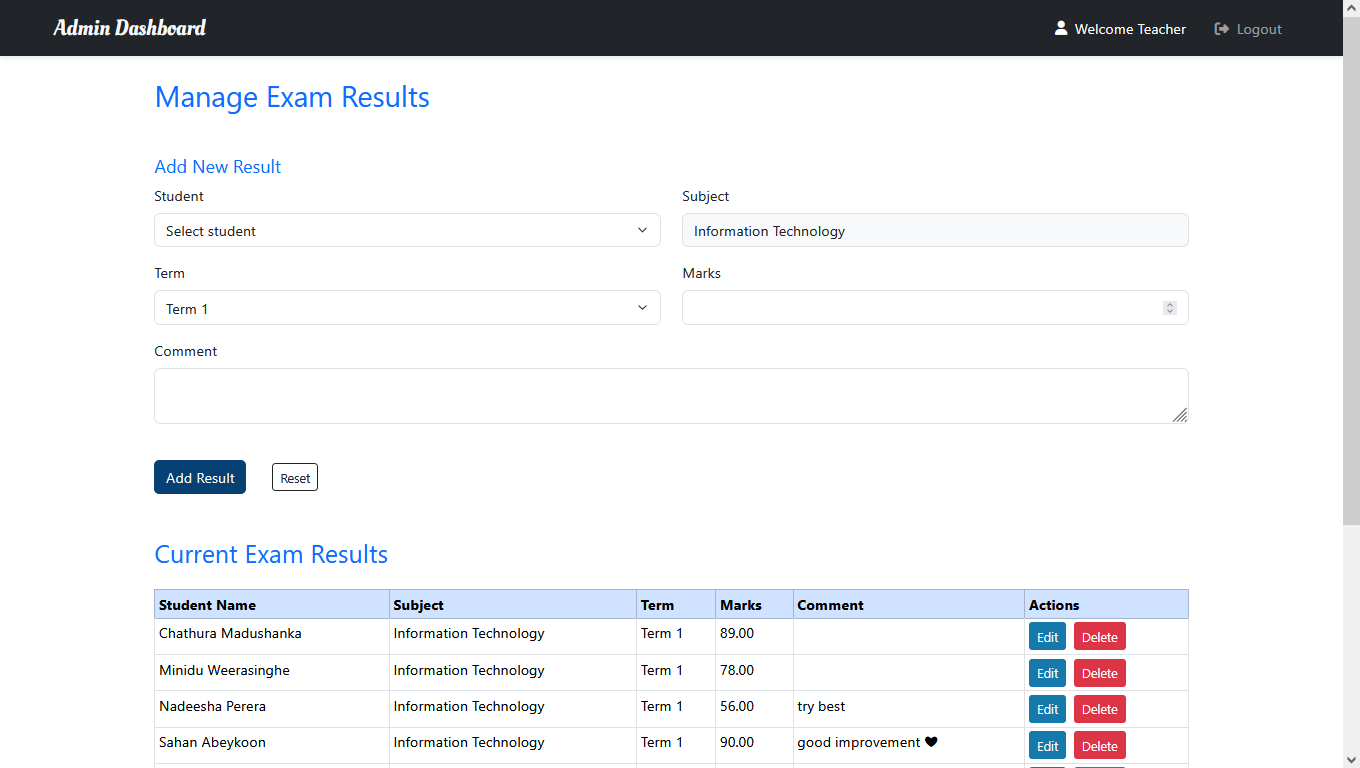 Admin Dashboard
Welcome Teacher
Logout
Manage Exam Results
Add New Result
Student
Subject
Select student
Information Technology
Term
Marks
Term 1
Comment
Add Result
Reset
Current Exam Results
Student Name Subject Term Marks Comment Actions
Chathura Madushanka Information Technology Term 1 89.00 Edit Delete
Minidu Weerasinghe Information Technology Term 1 78.00 Edit Delete
Nadeesha Perera Information Technology Term 1 56.00 try best Edit Delete
Sahan Abeykoon Information Technology Term 1 90.00 good improvement ♥ Edit Delete